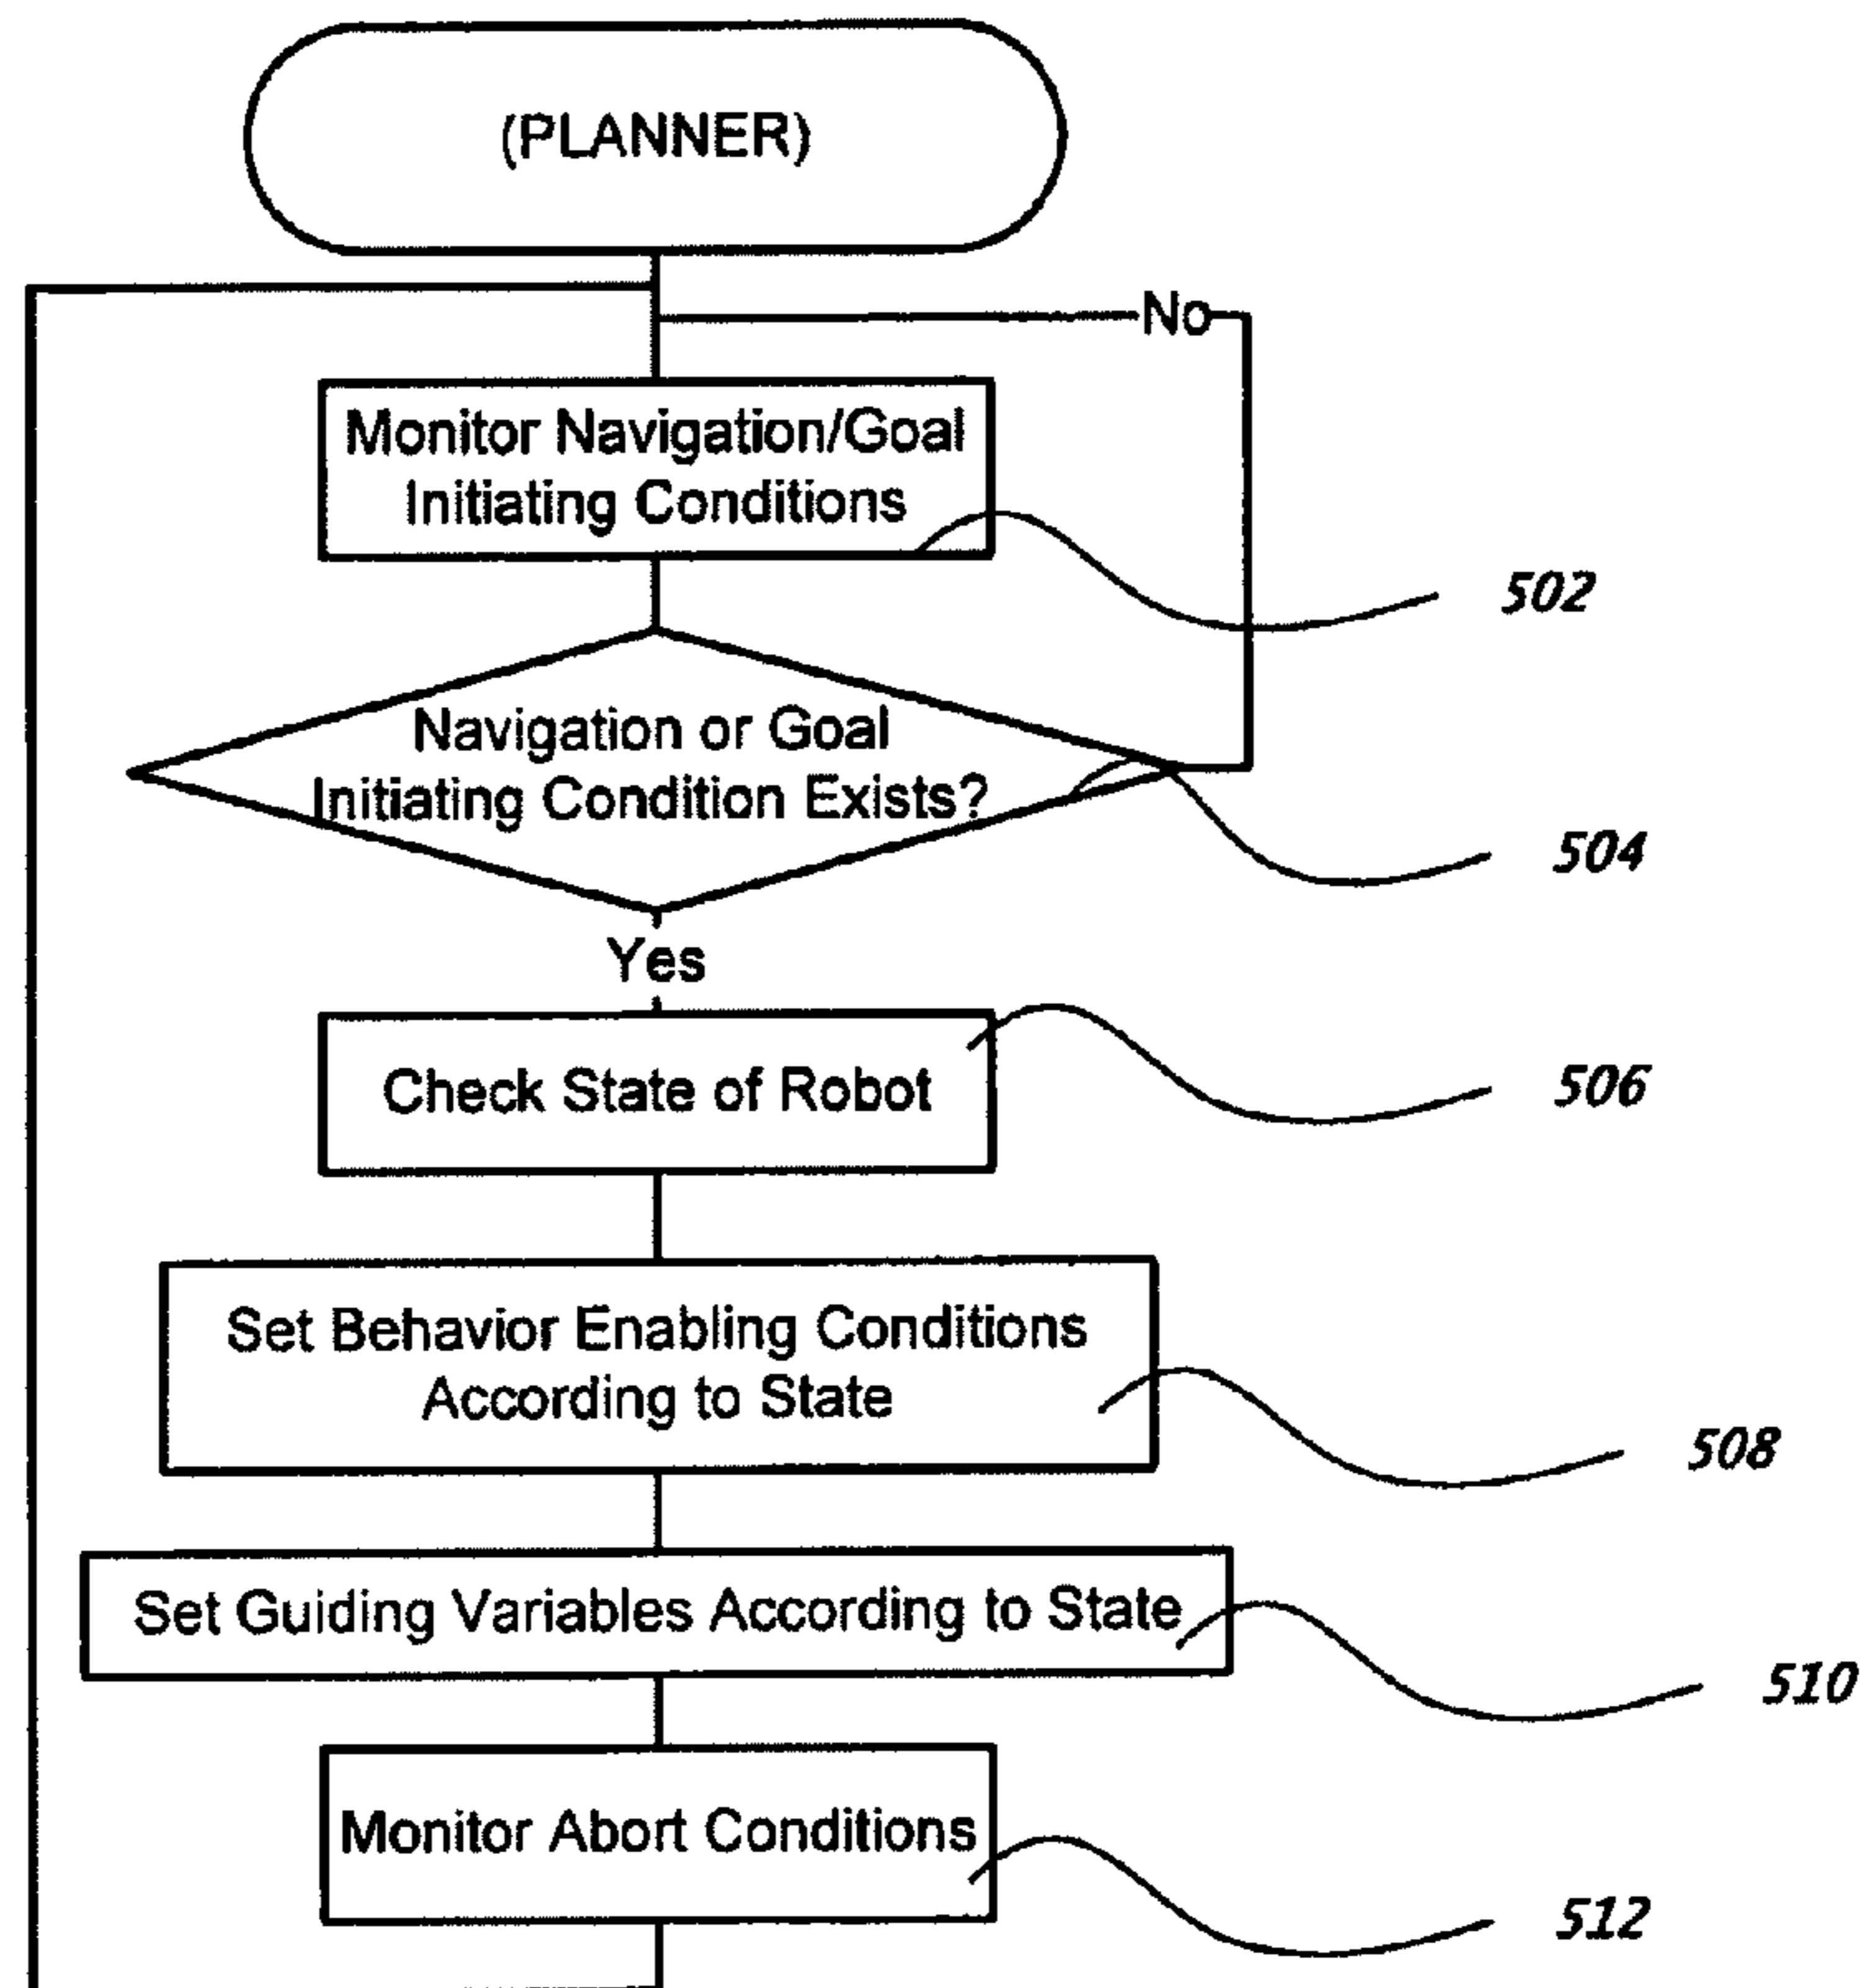 (PLANNER)
No
Monitor Navigation/Goal
Initiating Conditions
502
Navigation or Goal
Initiating Condition Exists?
504
Yes
Check State of Robot
506
Set Behavior Enabling Conditions
According to State
508
Set Guiding Variables According to State
510
Monitor Abort Conditions
512